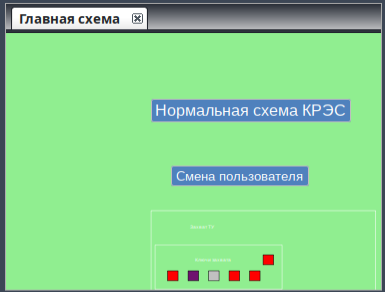 Главная схема
Нормальная схема КРЭС
Смена пользователя